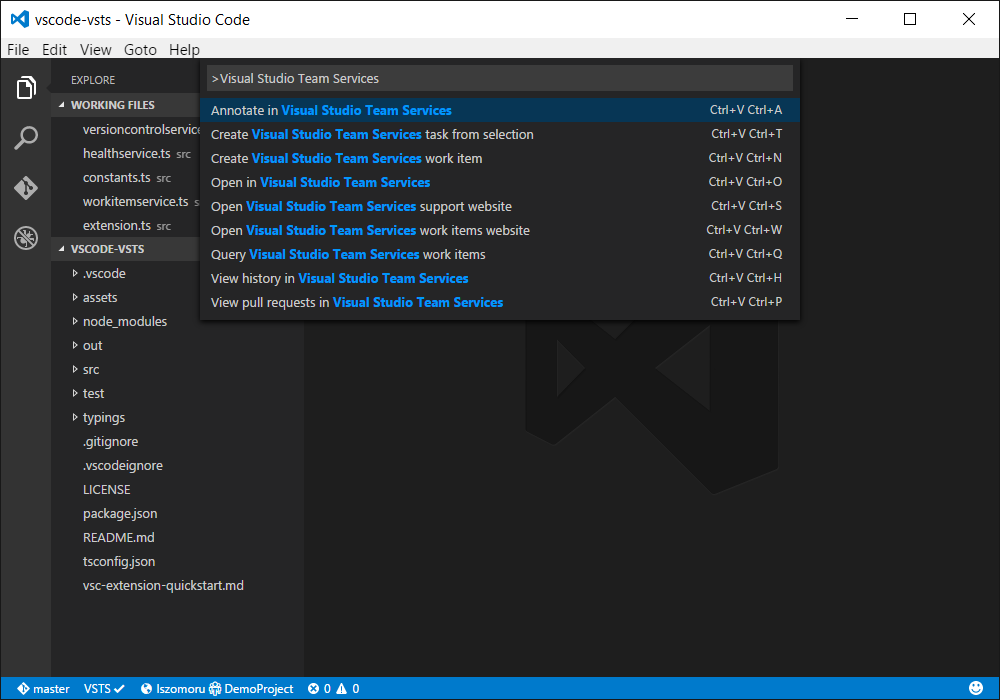 vscode-vsts - Visual Studio Code
File Edit View Goto Help
EXPLORE
WORKING FILES
versioncontrolservice
healthservice.ts src
constants.ts src
workitemservice.ts s
extension.ts src
VSCODE-VSTS
.vscode
assets
node_modules
out
src
test
typings
.gitignore
.vscodeignore
LICENSE
package.json
README.md
tsconfig.json
vsc-extension-quickstart.md
>Visual Studio Team Services
Annotate in Visual Studio Team Services Ctrl+V Ctrl+A
Create Visual Studio Team Services task from selection Ctrl+V Ctrl+T
Create Visual Studio Team Services work item Ctrl+V Ctrl+N
Open in Visual Studio Team Services Ctrl+V Ctrl+O
Open Visual Studio Team Services support website Ctrl+V Ctrl+S
Open Visual Studio Team Services work items website Ctrl+V Ctrl+W
Query Visual Studio Team Services work items Ctrl+V Ctrl+Q
View history in Visual Studio Team Services Ctrl+V Ctrl+H
View pull requests in Visual Studio Team Services Ctrl+V Ctrl+P
master VSTS lszomoru DemoProject 0 0